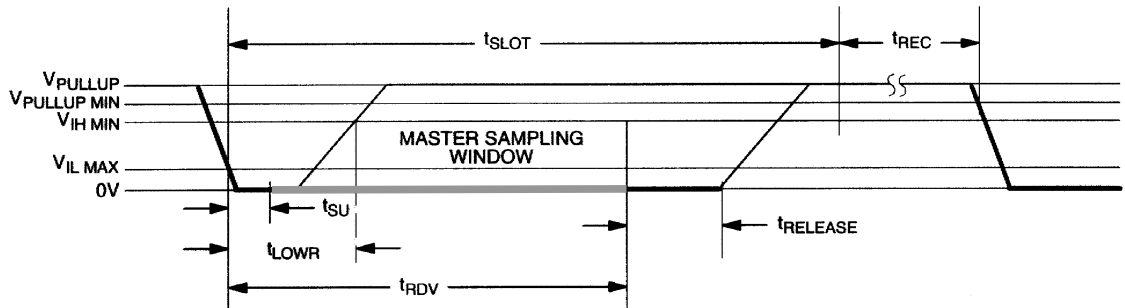 tSLOT
tREC
VPULLUP
VPULLUP MIN
VIH MIN
MASTER SAMPLING
WINDOW
VIL MAX
0V
tSU
tRELEASE
tLOWR
tRDV